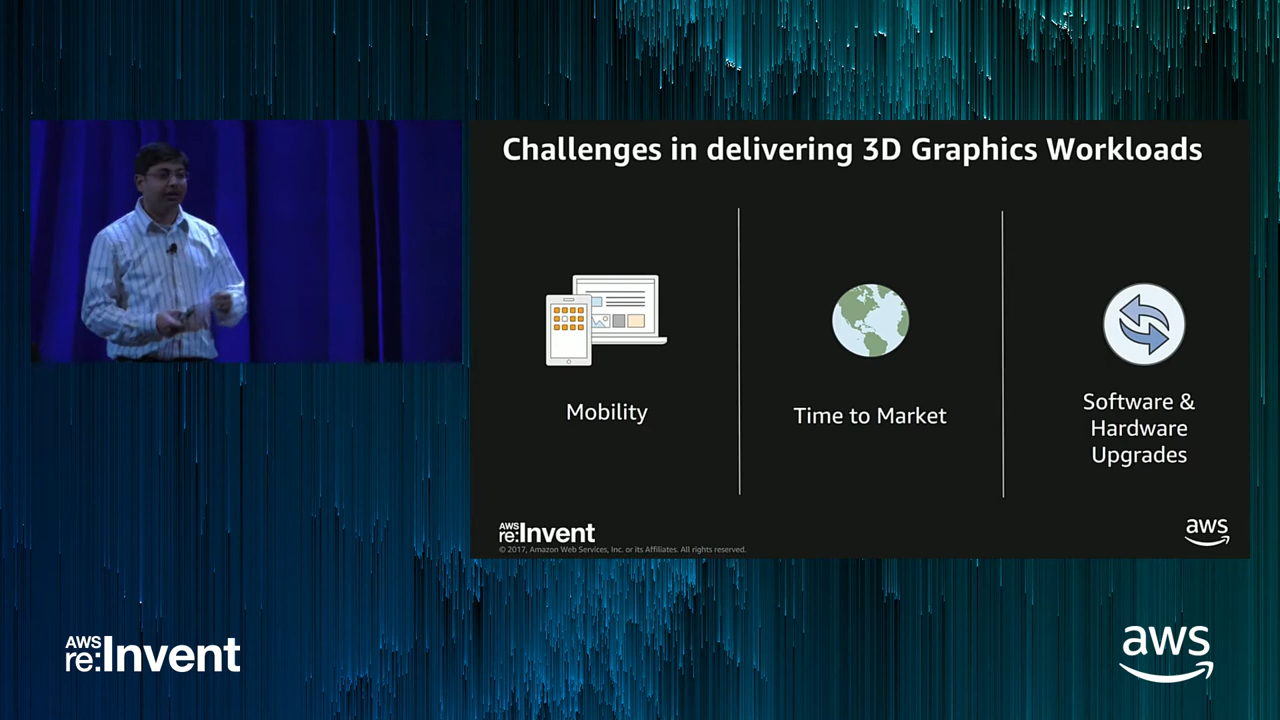 Challenges in delivering 3D Graphics Workloads
Mobility
Time to Market
Software &
Hardware
Upgrades
AWS
re:Invent
© 2017, Amazon Web Services, Inc. or its Affiliates. All rights reserved.
aws
AWS
re:Invent
aws